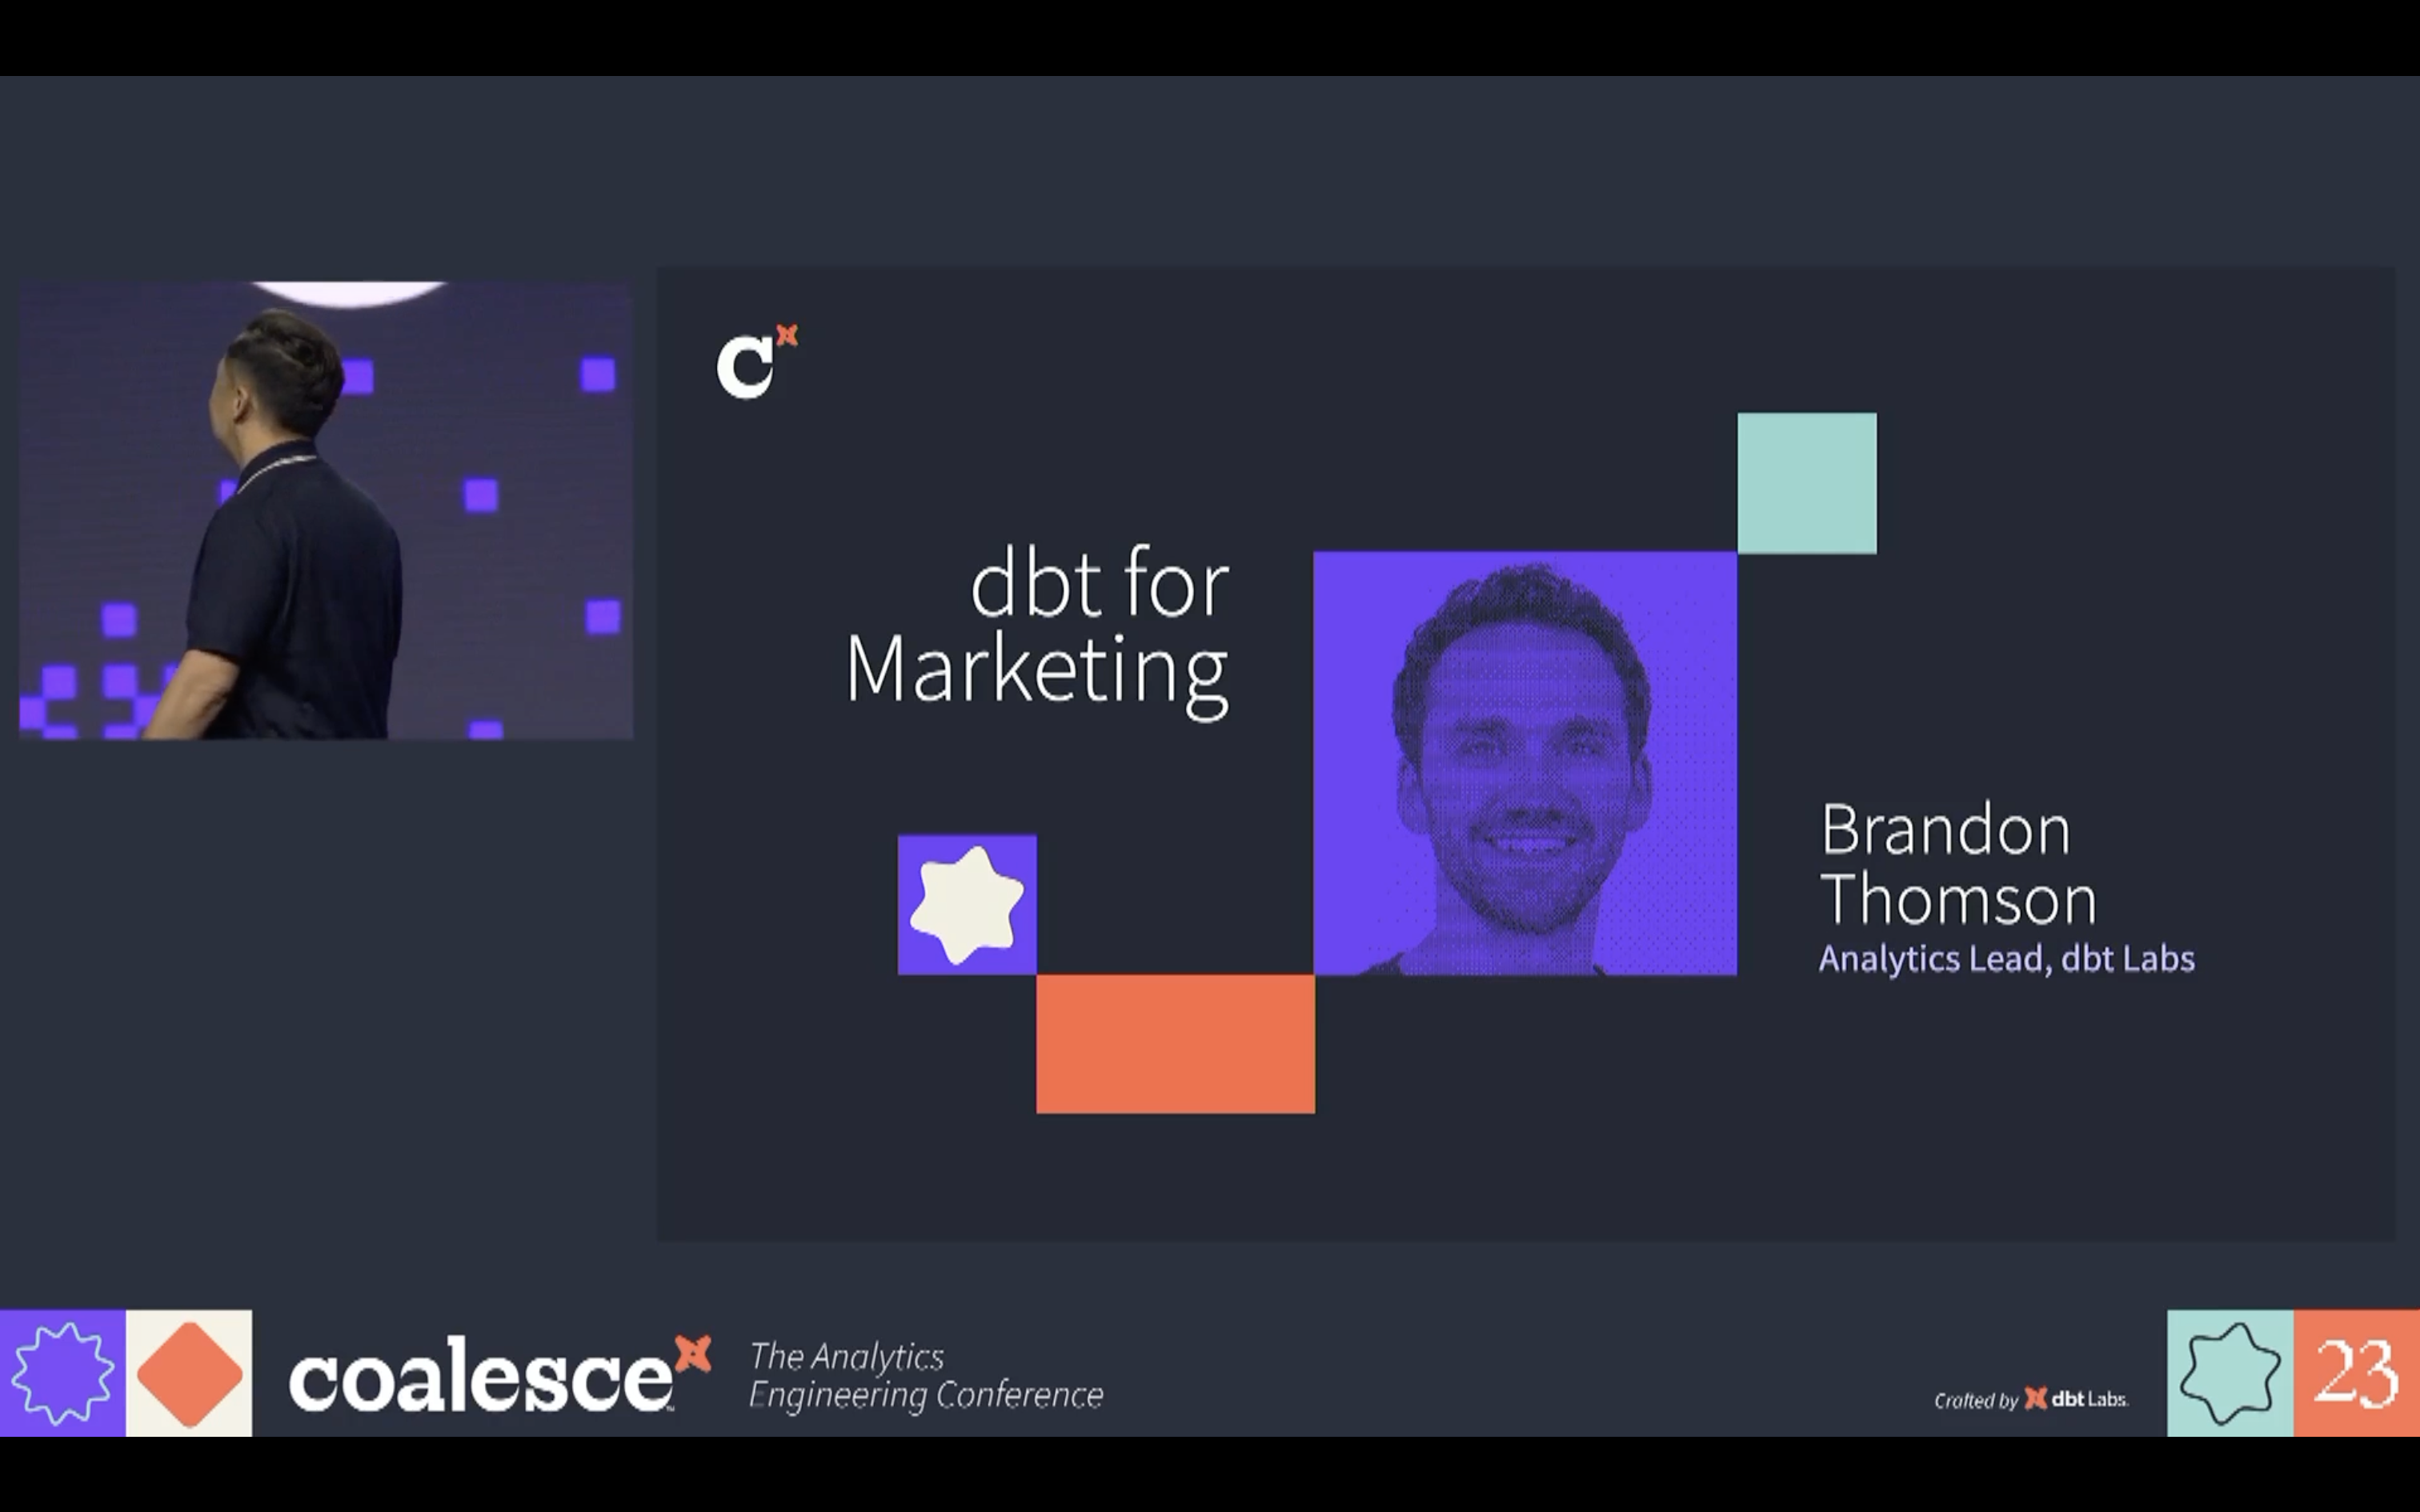 C
dbt for
Marketing
Brandon
Thomson
Analytics Lead, dbt Labs
coalesce
The Analytics
Engineering Conference
Crafted by dbt Labs.
23